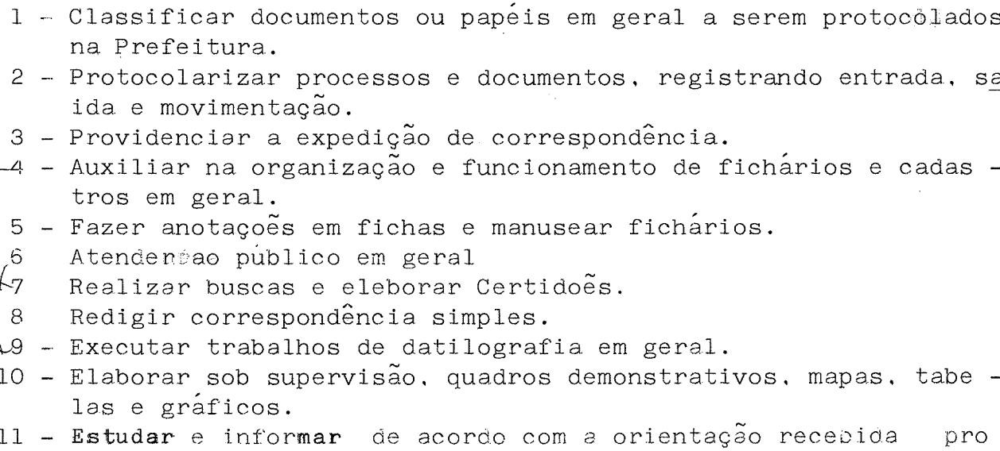 1 - Classificar documentos ou papéis em geral a serem protocolados
na Prefeitura.
2 - Protocolarizar processos e documentos, registrando entrada, sa
ida e movimentação.
3 - Providenciar a expedição de correspondência.
4 - Auxiliar na organização e funcionamento de fichários e cadas -
tros em geral.
5 - Fazer anotaçoẽs em fichas e manusear fichários.
6 Atender ao público em geral
7 Realizar buscas e eleborar Certidoẽs.
8 Redigir correspondência simples.
9 - Executar trabalhos de datilografia em geral.
10 - Elaborar sob supervisão, quadros demonstrativos, mapas, tabe -
las e gráficos.
11 - Estudar e informar de acordo com a orientação recebida pro